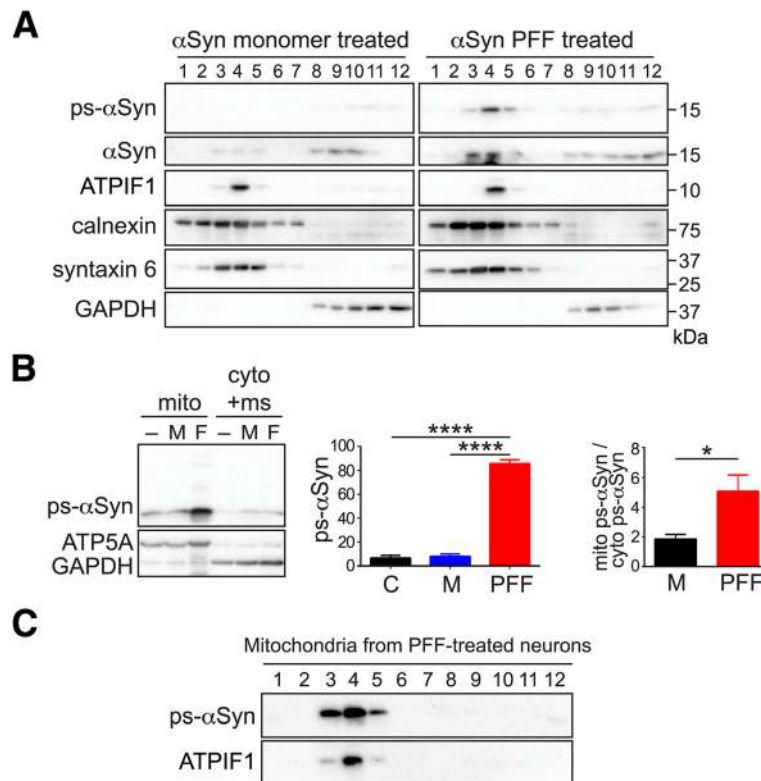 A
αSyn monomer treated αSyn PFF treated
1 2 3 4 5 6 7 8 9 10 11 12 1 2 3 4 5 6 7 8 9 10 11 12
ps-αSyn 15
αSyn 15
ATPIF1 10
calnexin 75
syntaxin 6 37
25
GAPDH 37
kDa
B
mito cyto
+ms
– M F – M F
ps-αSyn
ATP5A
GAPDH
****
****
ps-αSyn
100
80
60
40
20
0
C M PFF
*
mito ps-αSyn /
cyto ps-αSyn
8
6
4
2
0
M PFF
C
Mitochondria from PFF-treated neurons
1 2 3 4 5 6 7 8 9 10 11 12
ps-αSyn
ATPIF1